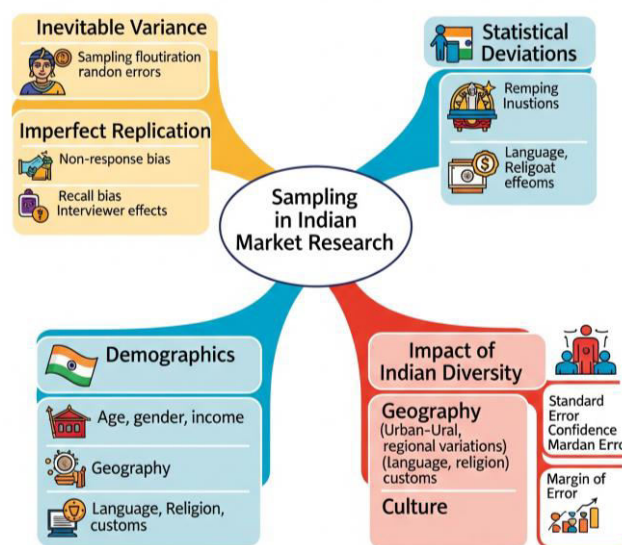 Inevitable Variance
Sampling floutiration
randon errors
Imperfect Replication
Non-response bias
Recall bias
Interviewer effects
Statistical
Deviations
Remping
Inustions
Language,
Religoat
effeoms
Sampling
in Indian
Market Research
Demographics
Age, gender, income
Geography
Language, Religion,
customs
Impact of
Indian Diversity
Geography
(Urban-Ural,
regional variations)
(language, religion)
customs
Culture
Standard
Error
Confidence
Mardan Erro
Margin of
Error